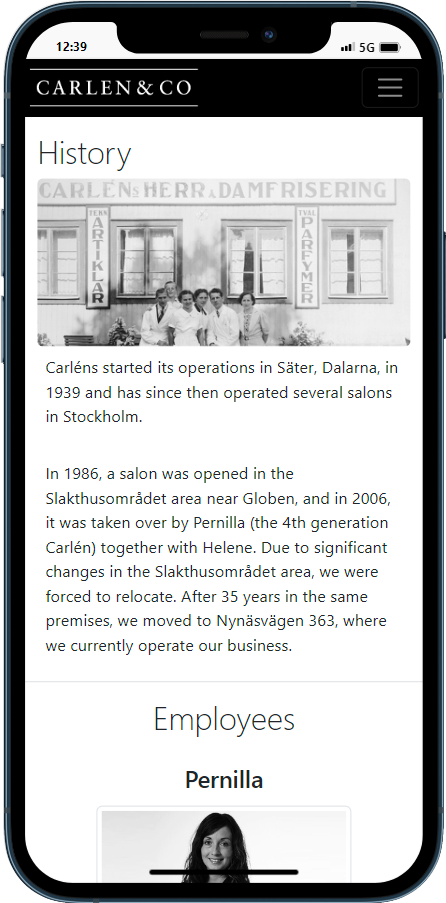 12:39
5G
CARLEN & CO
History
CARLÉNS HERR & DAMFRISERING
TEKN. ARTIKLAR
TVÅL PARFYMER
Carléns started its operations in Säter, Dalarna, in
1939 and has since then operated several salons
in Stockholm.
In 1986, a salon was opened in the
Slakthusområdet area near Globen, and in 2006,
it was taken over by Pernilla (the 4th generation
Carlén) together with Helene. Due to significant
changes in the Slakthusområdet area, we were
forced to relocate. After 35 years in the same
premises, we moved to Nynäsvägen 363, where
we currently operate our business.
Employees
Pernilla